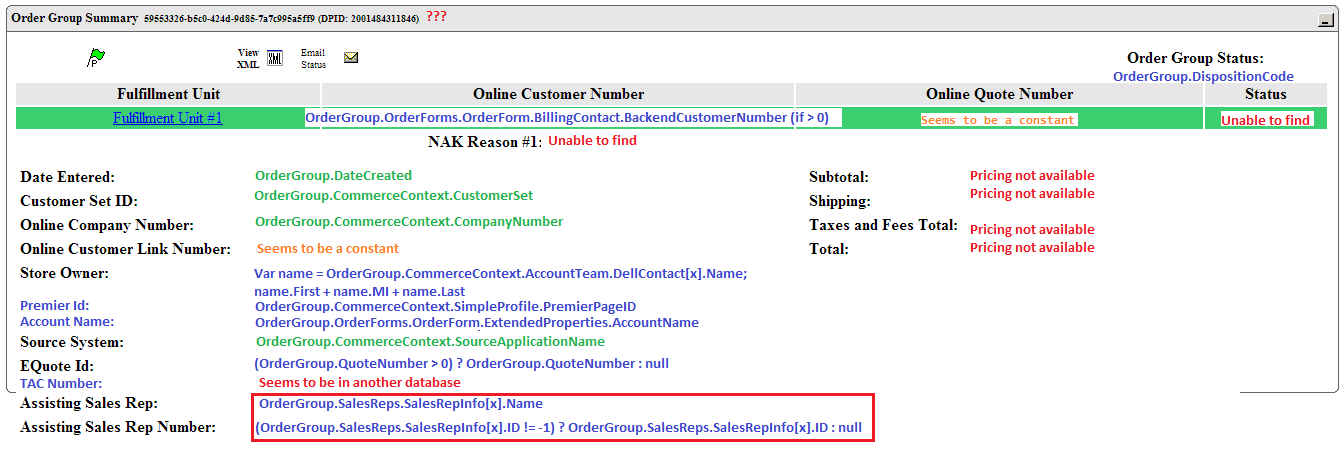 Order Group Summary 59553326-b5c0-424d-9d85-7a7c995a5ff9 (DPID: 2001484311846) ???
P View XML XML Email Status
Order Group Status:
OrderGroup.DispositionCode
Fulfillment Unit Online Customer Number Online Quote Number Status
Fulfillment Unit #1 OrderGroup.OrderForms.OrderForm.BillingContact.BackendCustomerNumber (if > 0) Seems to be a constant Unable to find
NAK Reason #1: Unable to find
Date Entered: OrderGroup.DateCreated Subtotal: Pricing not available
Customer Set ID: OrderGroup.CommerceContext.CustomerSet Shipping: Pricing not available
Online Company Number: OrderGroup.CommerceContext.CompanyNumber Taxes and Fees Total: Pricing not available
Online Customer Link Number: Seems to be a constant Total: Pricing not available
Store Owner: Var name = OrderGroup.CommerceContext.AccountTeam.DellContact[x].Name;
name.First + name.MI + name.Last
Premier Id: OrderGroup.CommerceContext.SimpleProfile.PremierPageID
Account Name: OrderGroup.OrderForms.OrderForm.ExtendedProperties.AccountName
Source System: OrderGroup.CommerceContext.SourceApplicationName
EQuote Id: (OrderGroup.QuoteNumber > 0) ? OrderGroup.QuoteNumber : null
TAC Number: Seems to be in another database
Assisting Sales Rep: OrderGroup.SalesReps.SalesRepInfo[x].Name
Assisting Sales Rep Number: (OrderGroup.SalesReps.SalesRepInfo[x].ID != -1) ? OrderGroup.SalesReps.SalesRepInfo[x].ID : null